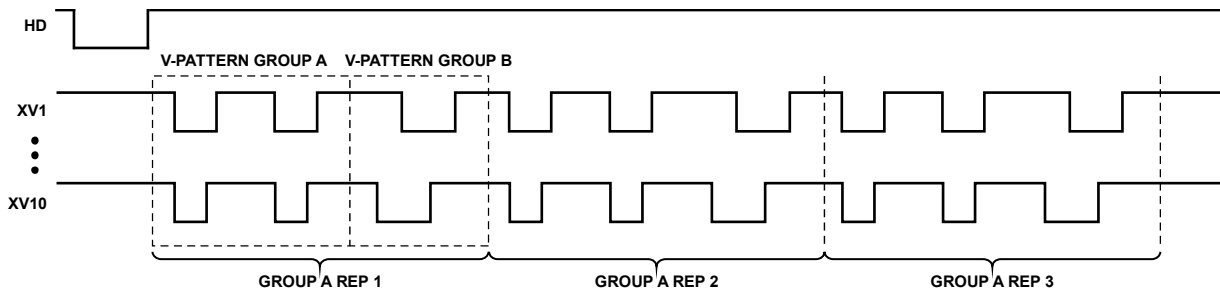 HD
V-PATTERN GROUP A V-PATTERN GROUP B
XV1
XV10
GROUP A REP 1 GROUP A REP 2 GROUP A REP 3